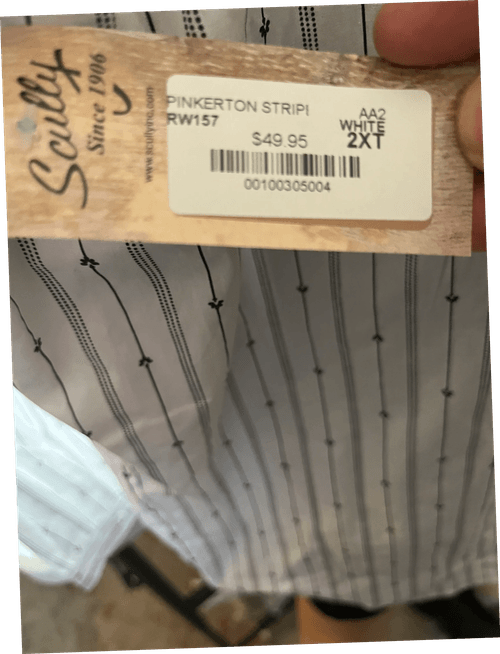 Scully
Since 1906
www.scullyinc.com
PINKERTON STRIPI
RW157
$49.95
AA2
WHITE
2XT
00100305004